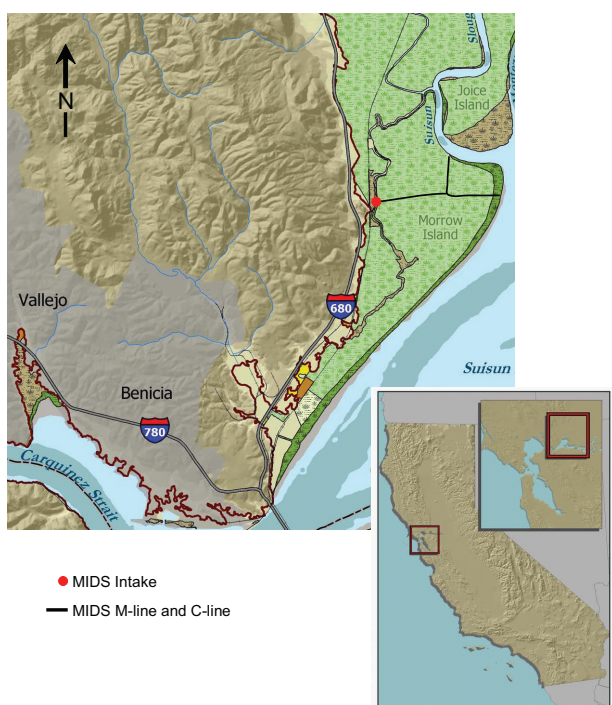 N
Suisun
Slough
Joice
Island
Morrow
Island
680
Vallejo
Benicia
780
Suisun
Carquinez Strait
MIDS Intake
MIDS M-line and C-line